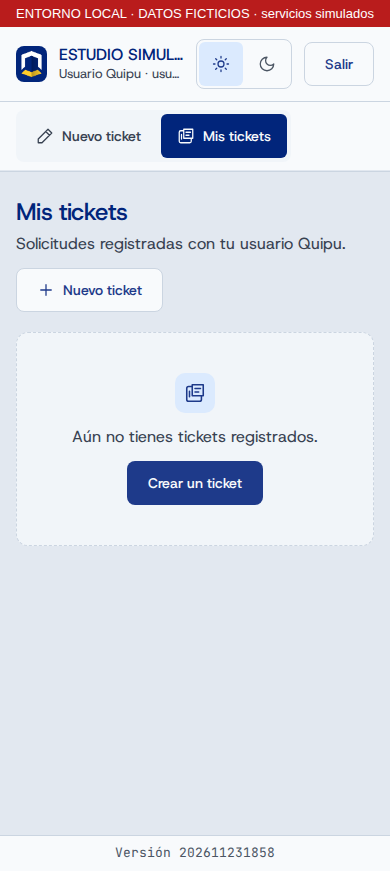 ENTORNO LOCAL · DATOS FICTICIOS · servicios simulados
ESTUDIO SIMUL...
Usuario Quipu · usu...
Salir
Nuevo ticket
Mis tickets
Mis tickets
Solicitudes registradas con tu usuario Quipu.
Nuevo ticket
Aún no tienes tickets registrados.
Crear un ticket
Versión 202611231858